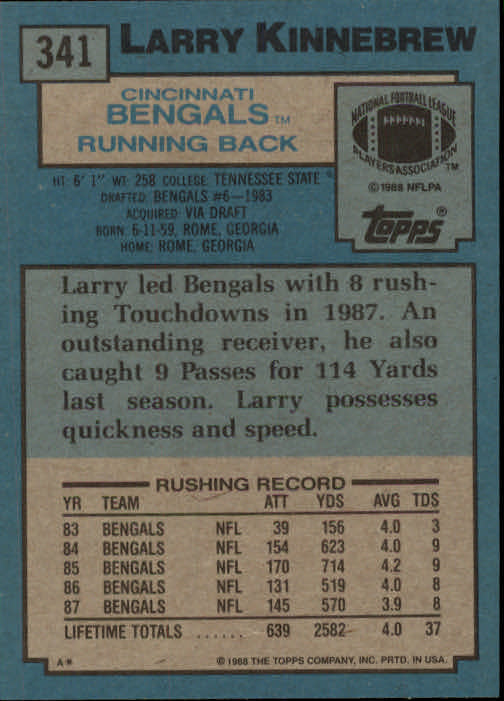 341 LARRY KINNEBREW
CINCINNATI
BENGALS TM
RUNNING BACK
NATIONAL FOOTBALL LEAGUE
PLAYERS ASSOCIATION TM
© 1988 NFLPA
Topps ®
HT: 6' 1" WT: 258 COLLEGE: TENNESSEE STATE ®
DRAFTED: BENGALS #6—1983
ACQUIRED: VIA DRAFT
BORN: 6-11-59, ROME, GEORGIA
HOME: ROME, GEORGIA
Larry led Bengals with 8 rush-
ing Touchdowns in 1987. An
outstanding receiver, he also
caught 9 Passes for 114 Yards
last season. Larry possesses
quickness and speed.
RUSHING RECORD
YR TEAM ATT YDS AVG TDS
83 BENGALS NFL 39 156 4.0 3
84 BENGALS NFL 154 623 4.0 9
85 BENGALS NFL 170 714 4.2 9
86 BENGALS NFL 131 519 4.0 8
87 BENGALS NFL 145 570 3.9 8
LIFETIME TOTALS ...... 639 2582 4.0 37
A* © 1988 THE TOPPS COMPANY, INC. PRTD. IN USA.